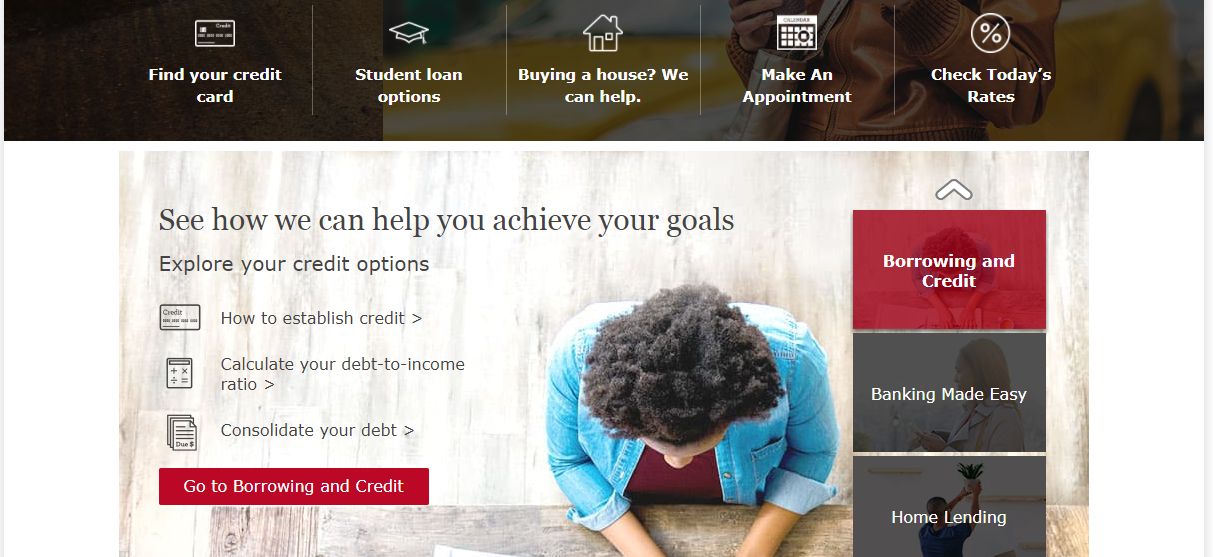 Credit
CALENDAR
%
Find your credit
card
Student loan
options
Buying a house? We
can help.
Make An
Appointment
Check Today’s
Rates
See how we can help you achieve your goals
Explore your credit options
Credit
How to establish credit >
Calculate your debt-to-income
ratio >
Due $
Consolidate your debt >
Go to Borrowing and Credit
Borrowing and
Credit
Banking Made Easy
Home Lending